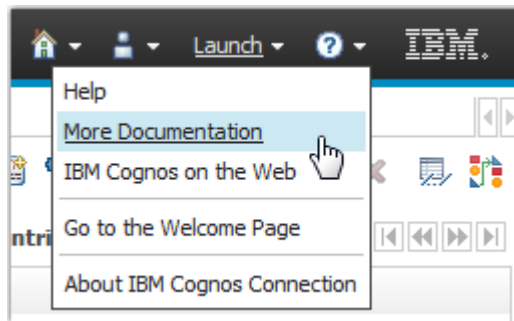 Launch
IBM.
Help
More Documentation
IBM Cognos on the Web
ntri
Go to the Welcome Page
About IBM Cognos Connection